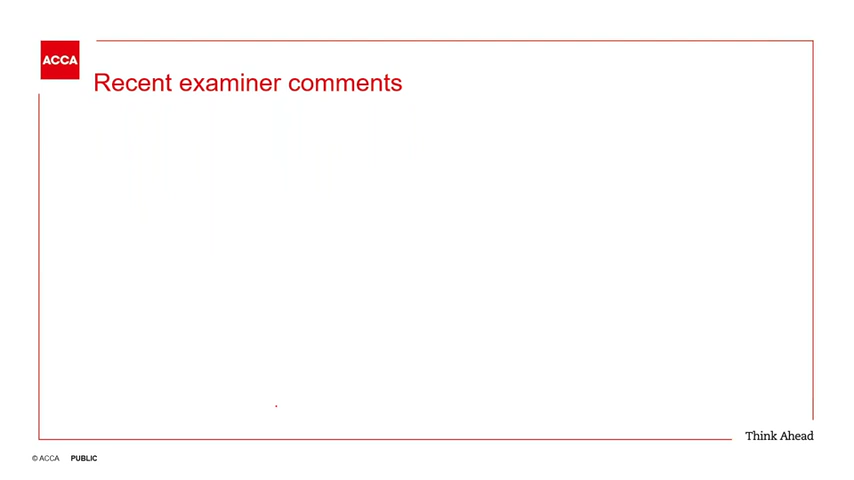 ACCA
Recent examiner comments
Think Ahead
© ACCA PUBLIC